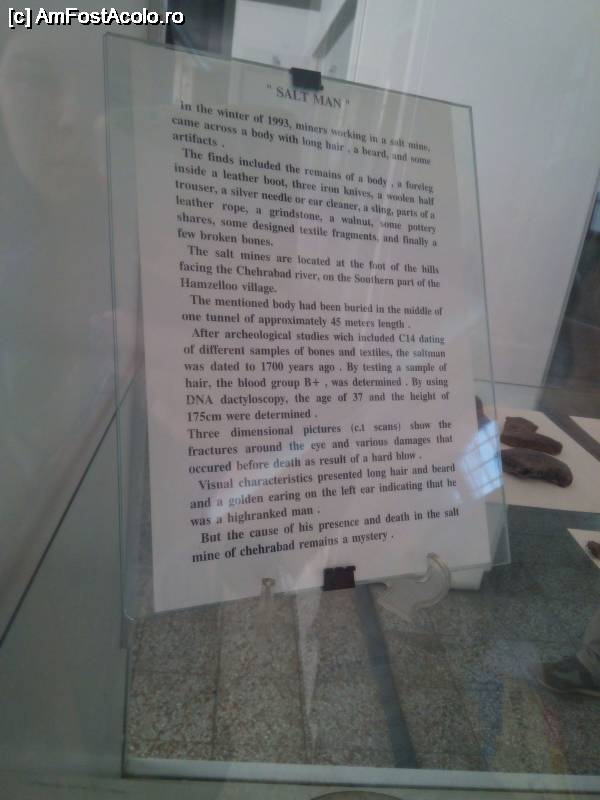 [c] AmFostAcolo.ro
" SALT MAN "
In the winter of 1993, miners working in a salt mine,
came across a body with long hair , a beard, and some
artifacts .
The finds included the remains of a body , a foreleg
inside a leather boot, three iron knives, a woolen half
trouser, a silver needle or ear cleaner, a sling, parts of a
leather rope, a grindstone, a walnut, some pottery
shares, some designed textile fragments, and finally a
few broken bones.
The salt mines are located at the foot of the hills
facing the Chehrabad river, on the Southern part of the
Hamzelloo village.
The mentioned body had been buried in the middle of
one tunnel of approximately 45 meters length .
After archeological studies wich included C14 dating
of different samples of bones and textiles, the saltman
was dated to 1700 years ago . By testing a sample of
hair, the blood group B+ , was determined . By using
DNA dactyloscopy, the age of 37 and the height of
175cm were determined .
Three dimensional pictures (c.t scans) show the
fractures around the eye and various damages that
occured before death as result of a hard blow .
Visual characteristics presented long hair and beard
and a golden earing on the left ear indicating that he
was a highranked man .
But the cause of his presence and death in the salt
mine of chehrabad remains a mystery .